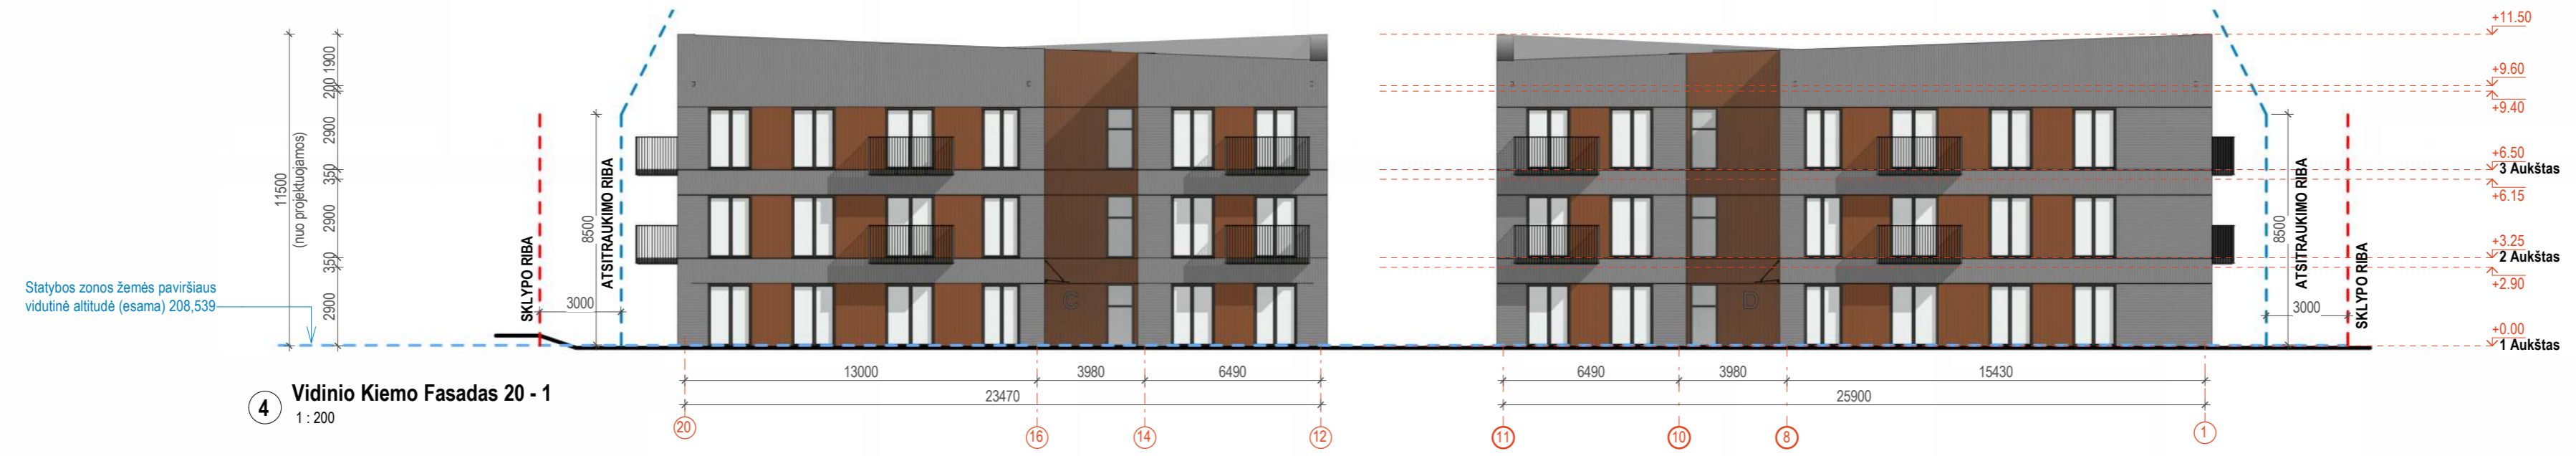 +11.50
+9.60
+9.40
+6.50
3 Aukštas
+6.15
+3.25
2 Aukštas
+2.90
+0.00
1 Aukštas
11500
(nuo projektuojamos)
1900
200
2900
350
2900
350
2900
Statybos zonos žemės paviršiaus
vidutinė altitudė (esama) 208,539
SKLYPO RIBA
3000
8500
ATSITRAUKIMO RIBA
C
D
8500
ATSITRAUKIMO RIBA
3000
SKLYPO RIBA
13000
3980
6490
23470
6490
3980
15430
25900
20
16
14
12
11
10
8
1
4
Vidinio Kiemo Fasadas 20 - 1
1 : 200